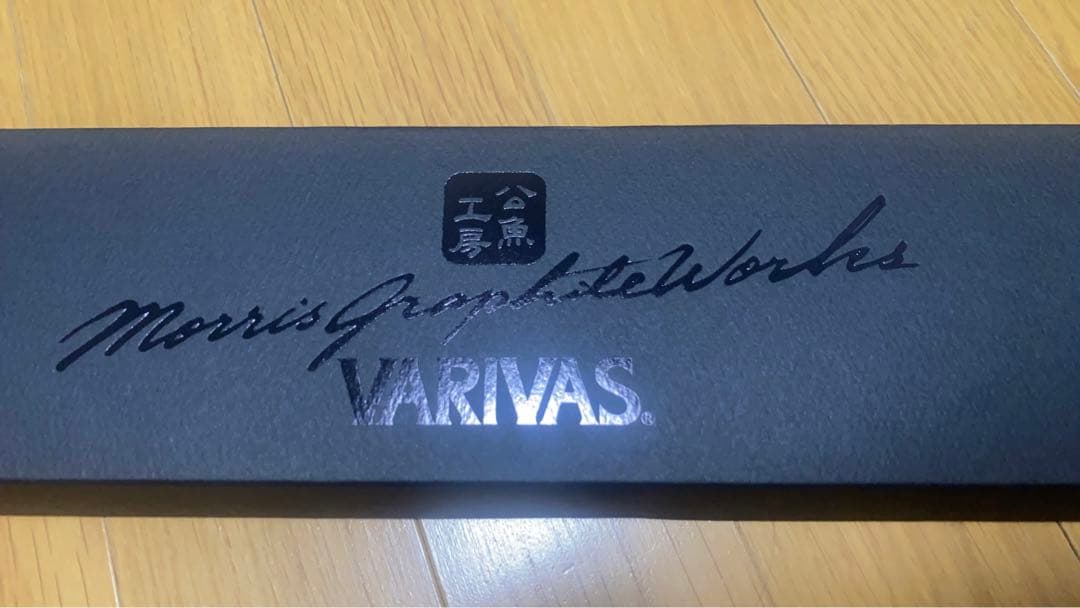 公魚
工房
Morris Graphite Works
VARIVAS®